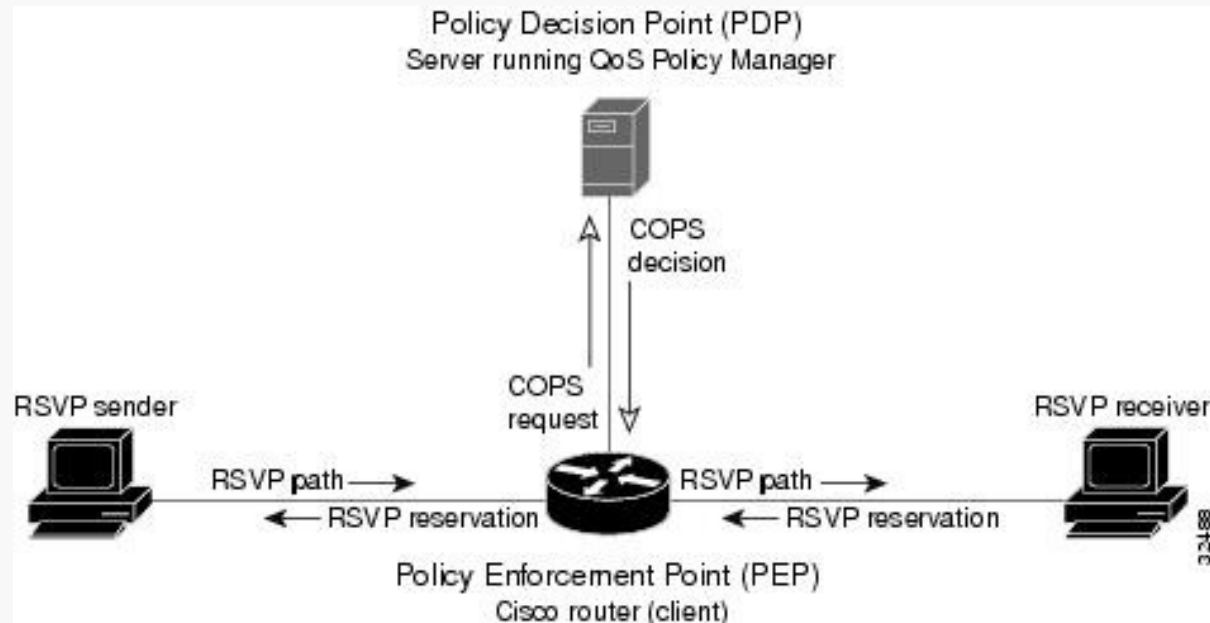 Policy Decision Point (PDP)
Server running QoS Policy Manager
COPS
decision
COPS
request
RSVP sender
RSVP receiver
RSVP path
RSVP path
RSVP reservation
RSVP reservation
32488
Policy Enforcement Point (PEP)
Cisco router (client)